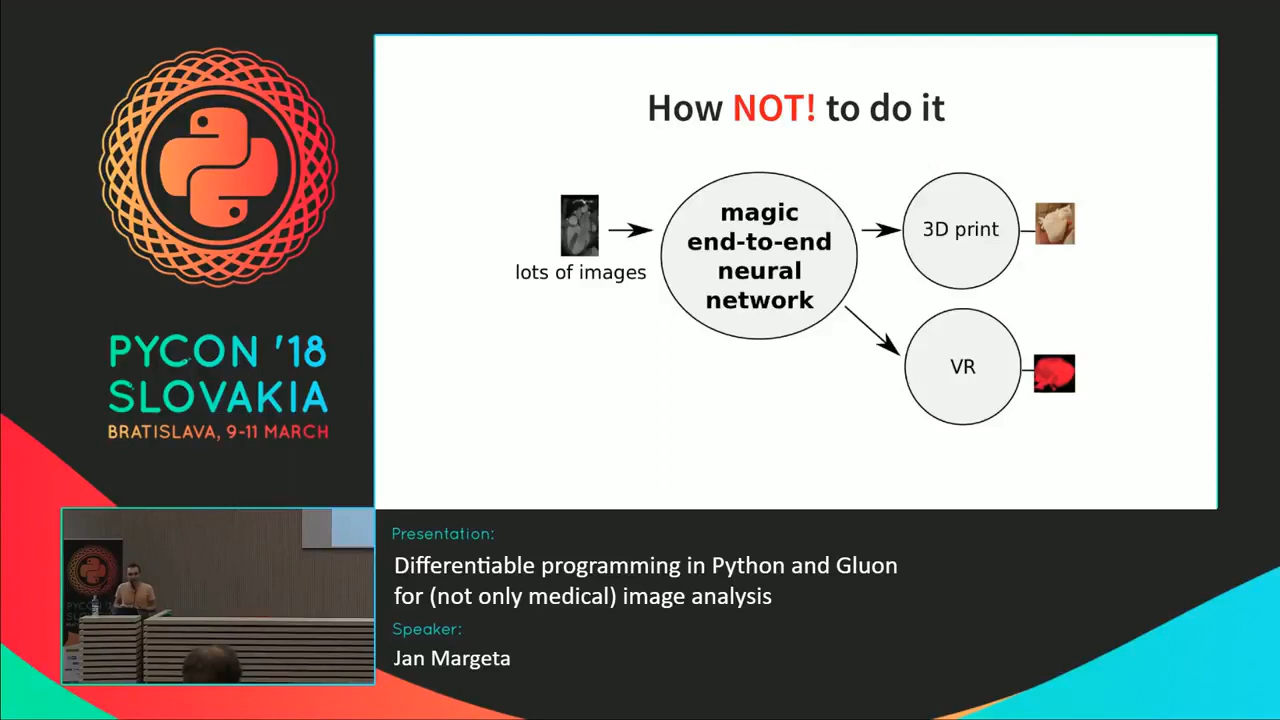 PYCON '18
SLOVAKIA
BRATISLAVA, 9-11 MARCH
How NOT! to do it
lots of images
magic
end-to-end
neural
network
3D print
VR
Presentation:
Differentiable programming in Python and Gluon
for (not only medical) image analysis
Speaker:
Jan Margeta